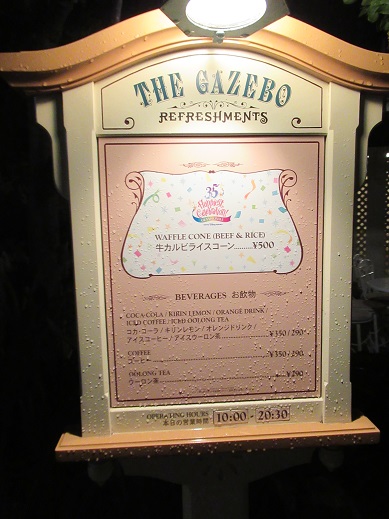 THE GAZEBO
REFRESHMENTS
35
Happiest
Celebration!
WAFFLE CONE (BEEF & RICE)
牛カルビライスコーン.........¥500
BEVERAGES お飲物
COCA-COLA / KIRIN LEMON / ORANGE DRINK /
ICED COFFEE / ICED OOLONG TEA
コカ・コーラ / キリンレモン / オレンジドリンク /
アイスコーヒー / アイスウーロン茶 ...............¥350 / 290
COFFEE
コーヒー ...............¥350 / 290
OOLONG TEA
ウーロン茶 ...............¥290
OPERATING HOURS
本日の営業時間
10:00 - 20:30